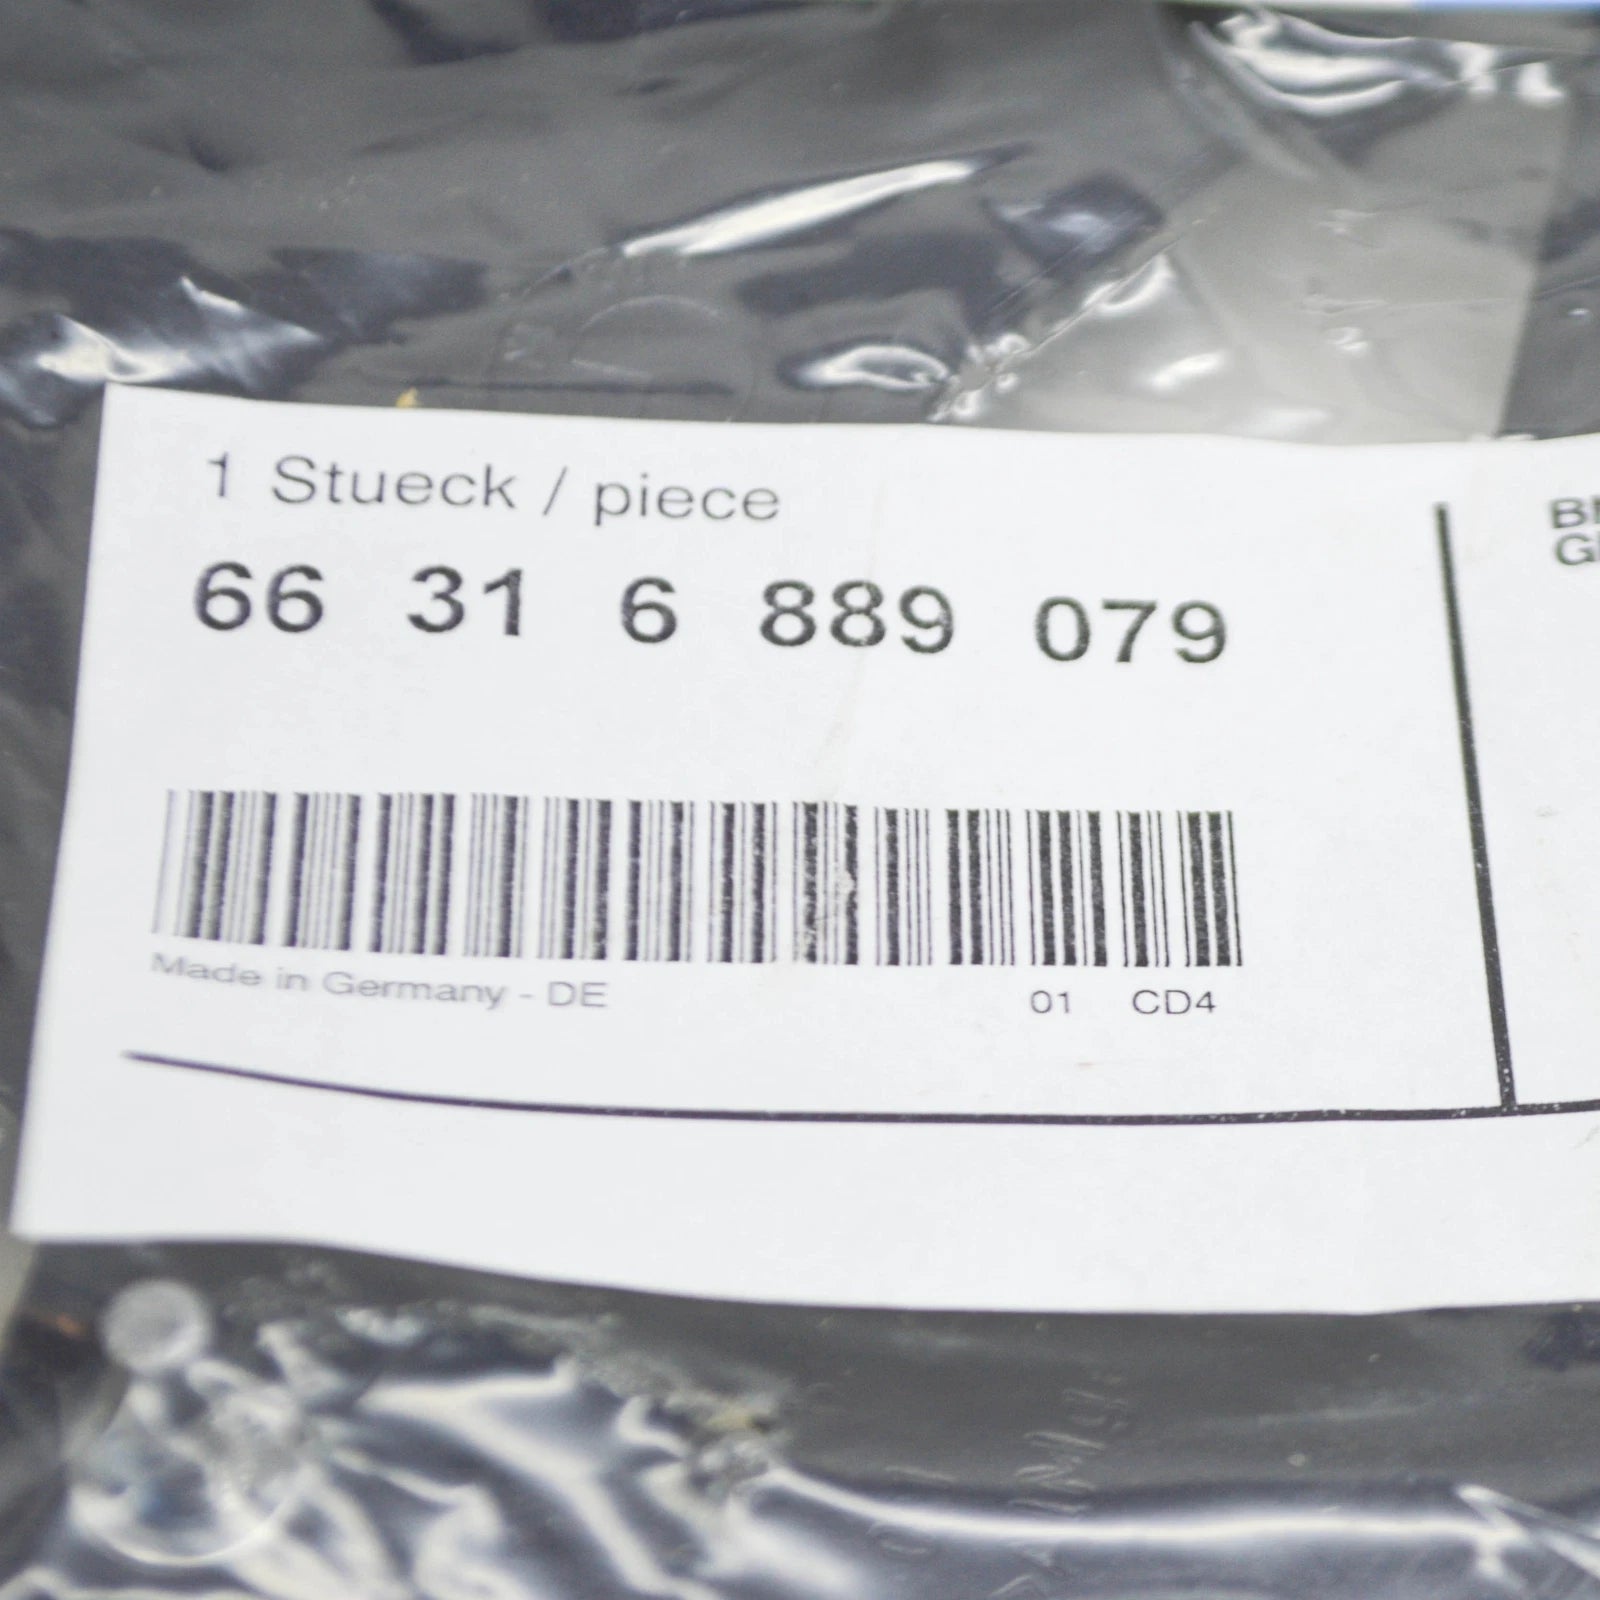 1 Stueck / piece
66 31 6 889 079
Made in Germany - DE
01 CD4